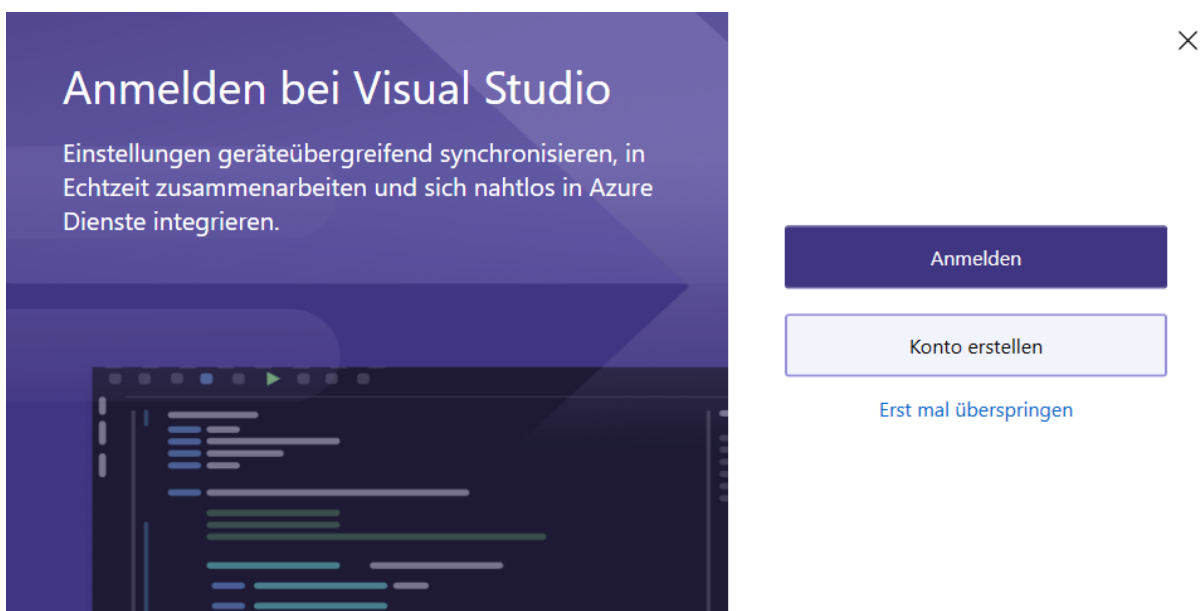 Anmelden bei Visual Studio
Einstellungen geräteübergreifend synchronisieren, in
Echtzeit zusammenarbeiten und sich nahtlos in Azure
Dienste integrieren.
Anmelden
Konto erstellen
Erst mal überspringen